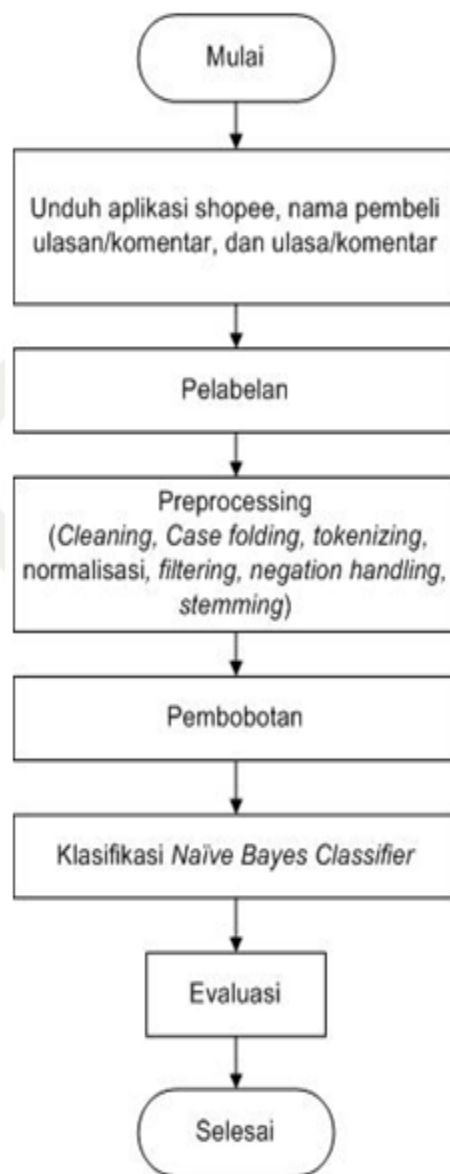 Mulai
Unduh aplikasi shopee, nama pembeli
ulasan/komentar, dan ulasa/komentar
Pelabelan
Preprocessing
(Cleaning, Case folding, tokenizing,
normalisasi, filtering, negation handling,
stemming)
Pembobotan
Klasifikasi Naïve Bayes Classifier
Evaluasi
Selesai